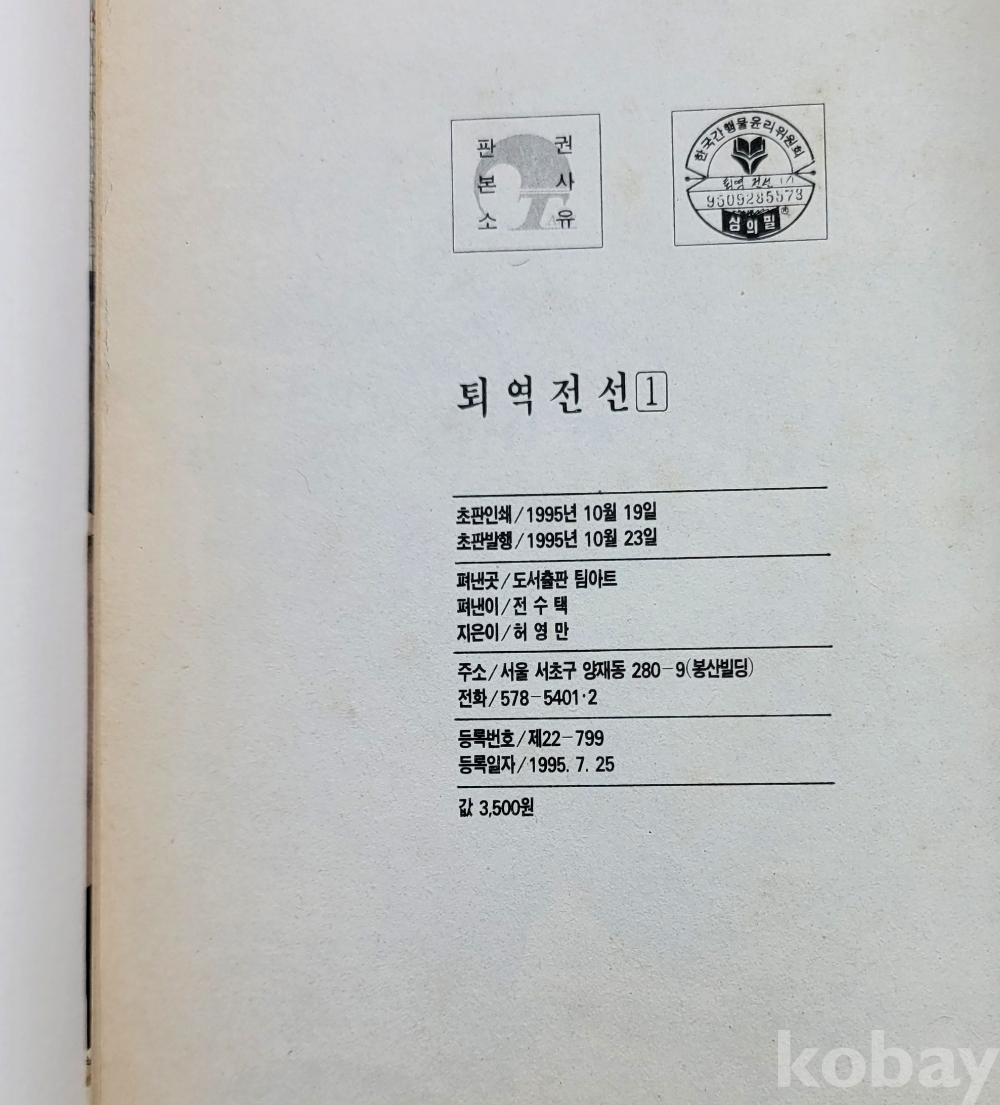 판 권
본 사
소 유
한국간행물윤리위원회
퇴역 전선
9509285573
심의필
퇴역전선 1
초판인쇄/1995년 10월 19일
초판발행/1995년 10월 23일
펴낸곳/도서출판 팀아트
펴낸이/전 수 택
지은이/허 영 만
주소/서울 서초구 양재동 280-9(봉산빌딩)
전화/578-5401·2
등록번호/제22-799
등록일자/1995. 7. 25
값 3,500원
kobay